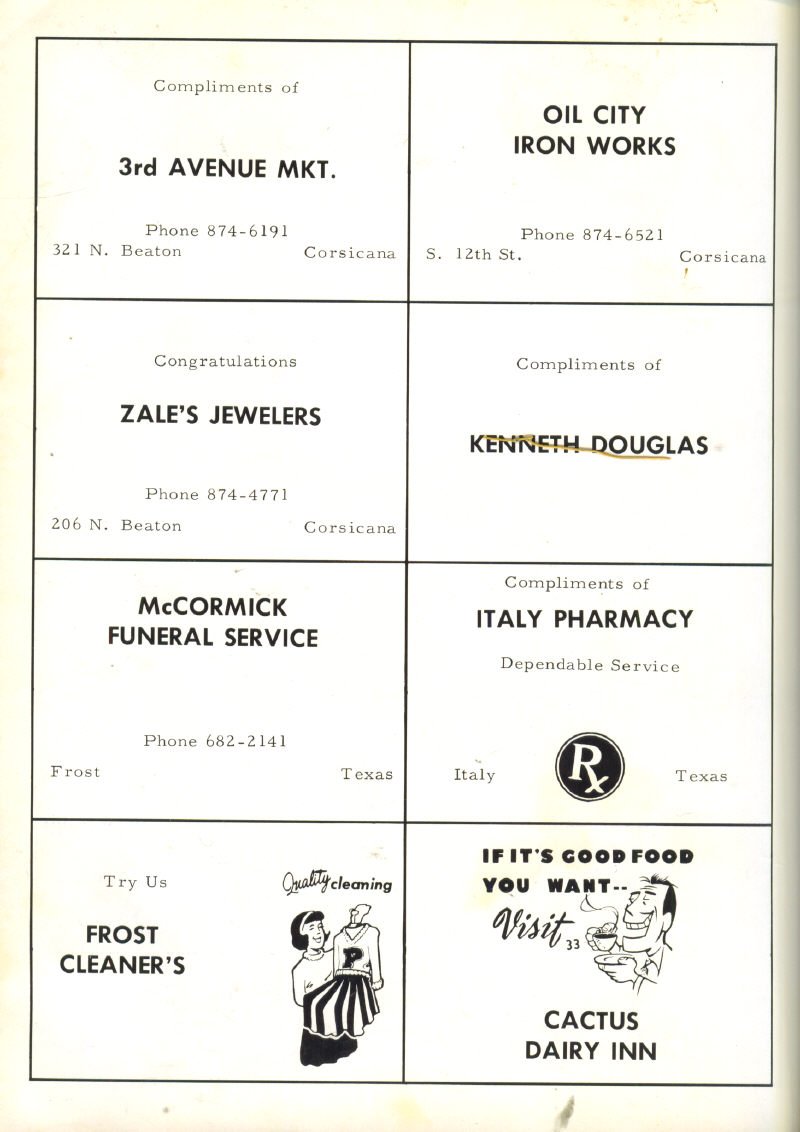 Compliments of
3rd AVENUE MKT.
Phone 874-6191
321 N. Beaton Corsicana
OIL CITY
IRON WORKS
Phone 874-6521
S. 12th St. Corsicana
Congratulations
ZALE'S JEWELERS
Phone 874-4771
206 N. Beaton Corsicana
Compliments of
KENNETH DOUGLAS
McCORMICK
FUNERAL SERVICE
Phone 682-2141
Frost Texas
Compliments of
ITALY PHARMACY
Dependable Service
Rx
Italy Texas
Try Us
FROST
CLEANER'S
Quality cleaning
P
IF IT'S GOOD FOOD
YOU WANT--
Visit
33
CACTUS
DAIRY INN